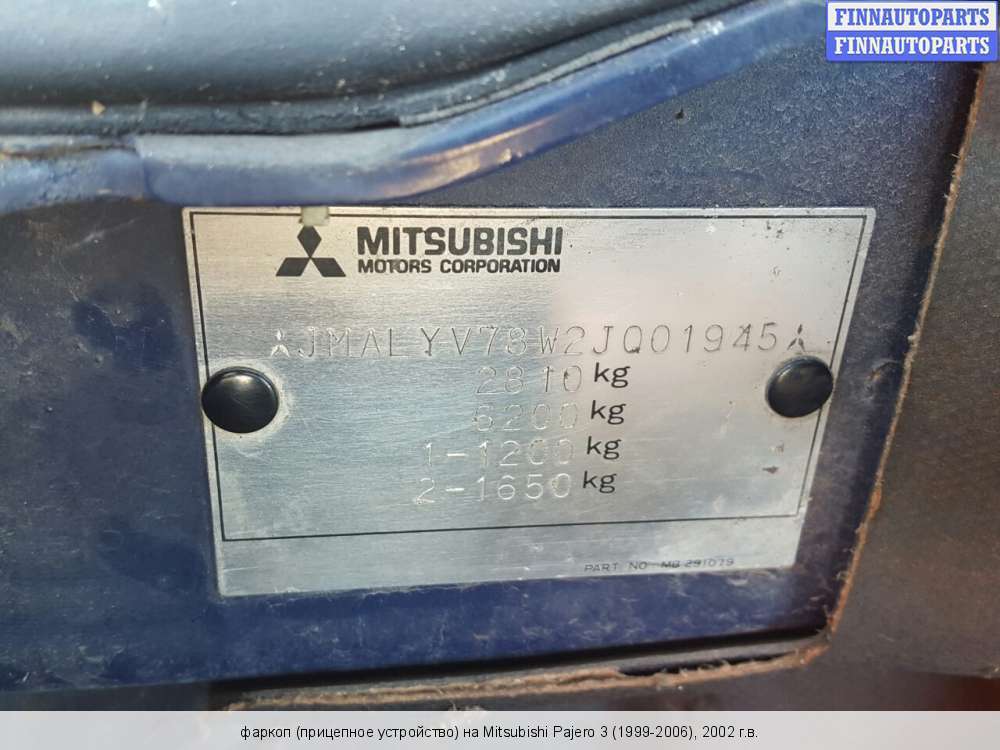 FINNAUTOPARTS
FINNAUTOPARTS
MITSUBISHI
MOTORS CORPORATION
JMALYV78W2JQ01945
2810 kg
6200 kg
1-1200 kg
2-1650 kg
PART NO MB 291079
фаркоп (прицепное устройство) на Mitsubishi Pajero 3 (1999-2006), 2002 г.в.